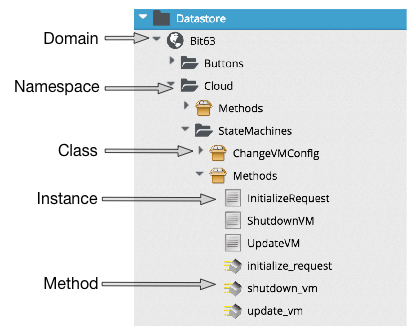 Datastore
Domain
Bit63
Buttons
Namespace
Cloud
Methods
StateMachines
Class
ChangeVMConfig
Methods
Instance
InitializeRequest
ShutdownVM
UpdateVM
initialize_request
Method
shutdown_vm
update_vm